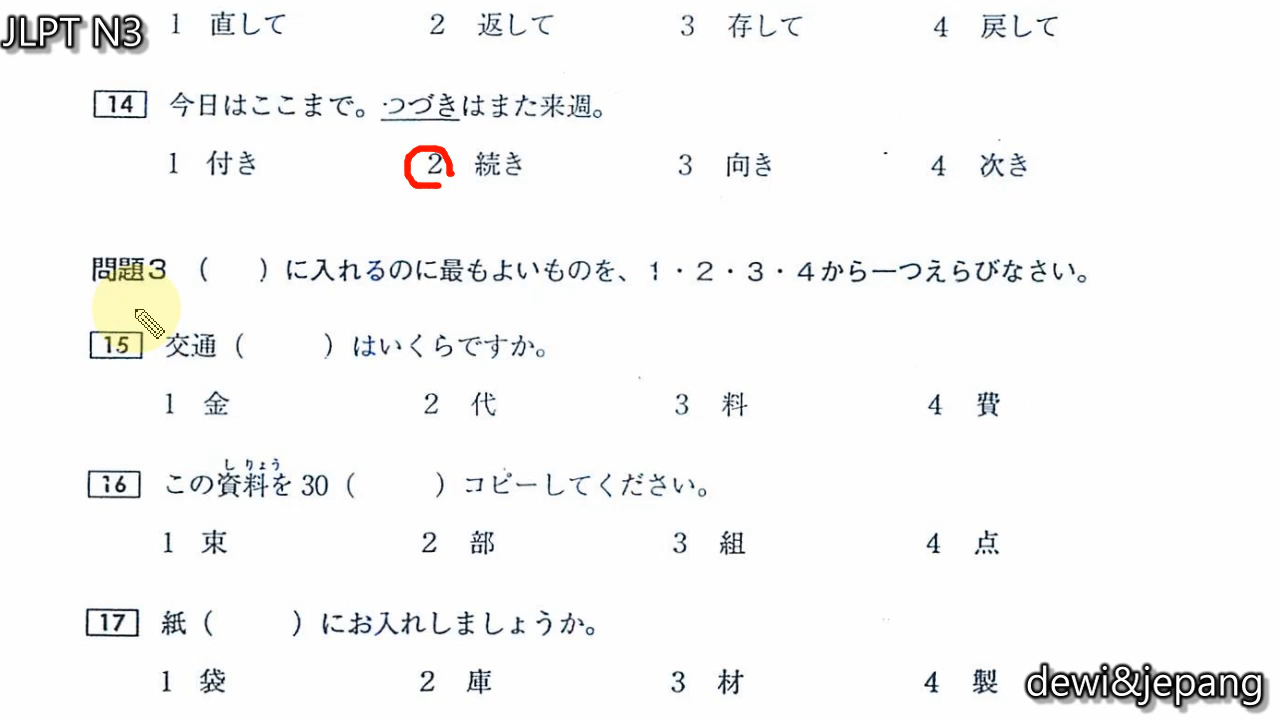 JLPT N3
1 直して 2 返して 3 存して 4 戻して
14 今日はここまで。つづきはまた来週。
1 付き 2 続き 3 向き 4 次き
問題3 ( )に入れるのに最もよいものを、1・2・3・4から一つえらびなさい。
15 交通( )はいくらですか。
1 金 2 代 3 料 4 費
しりょう
16 この資料を30( )コピーしてください。
1 束 2 部 3 組 4 点
17 紙( )にお入れしましょうか。
1 袋 2 庫 3 材 4 製
dewi&jepang